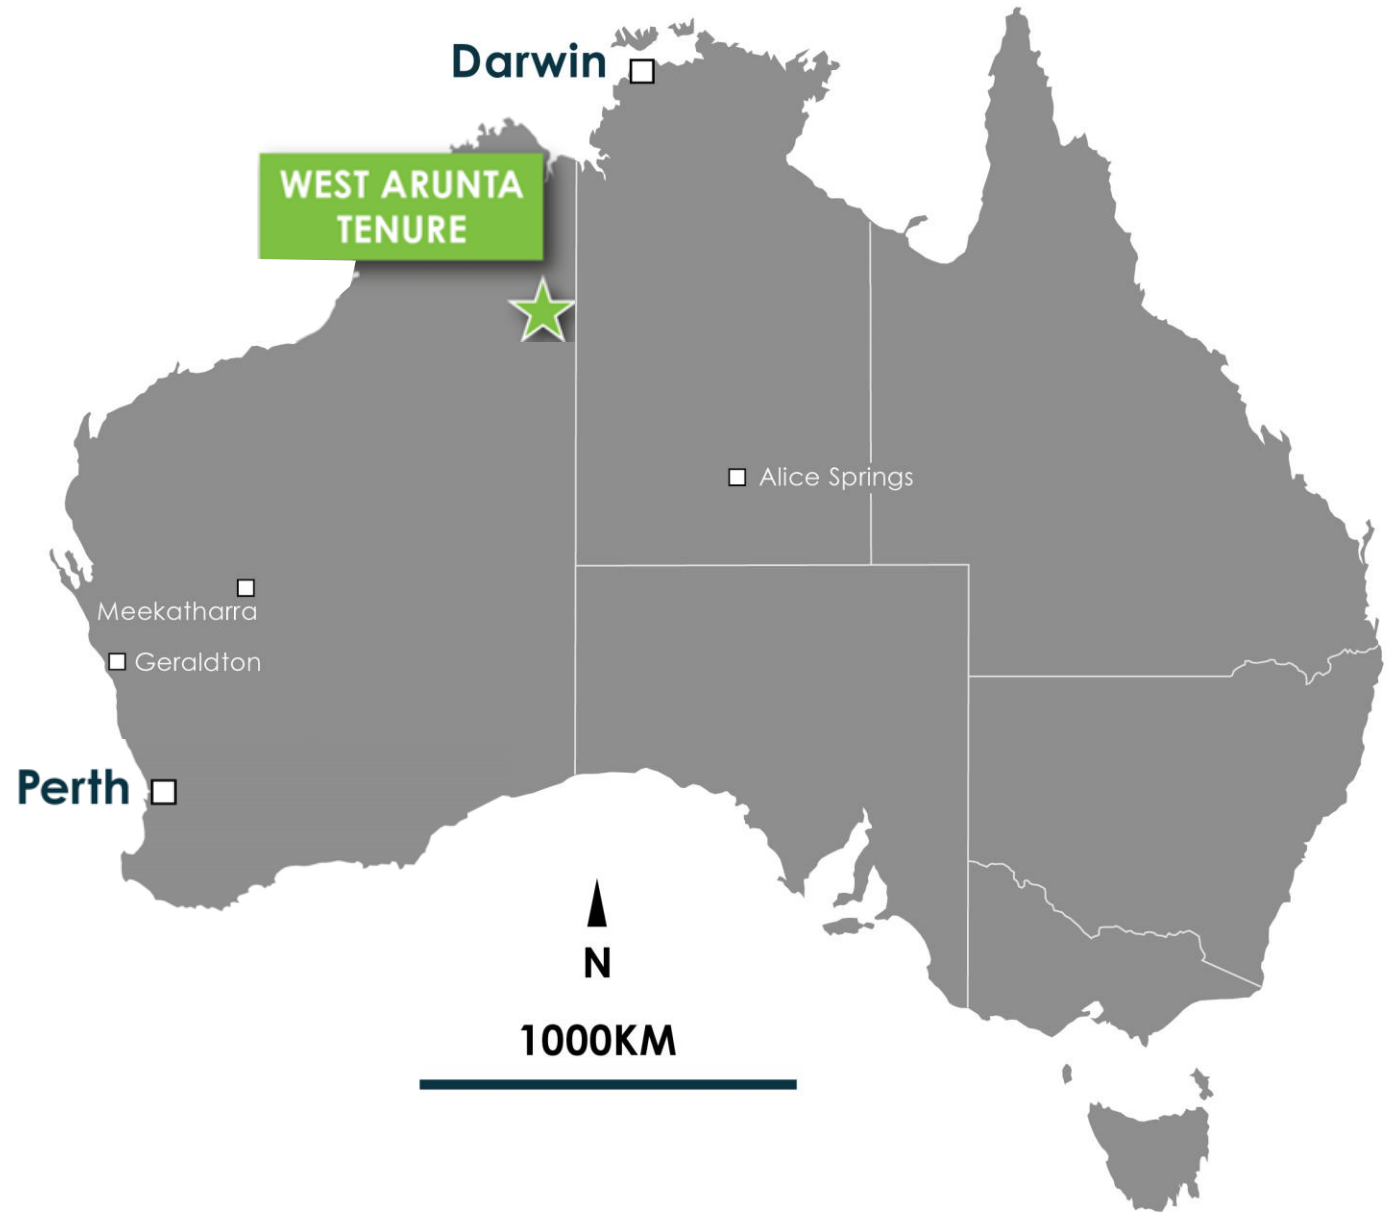 Darwin
WEST ARUNTA
TENURE
Alice Springs
Meekatharra
Geraldton
Perth
N
1000KM